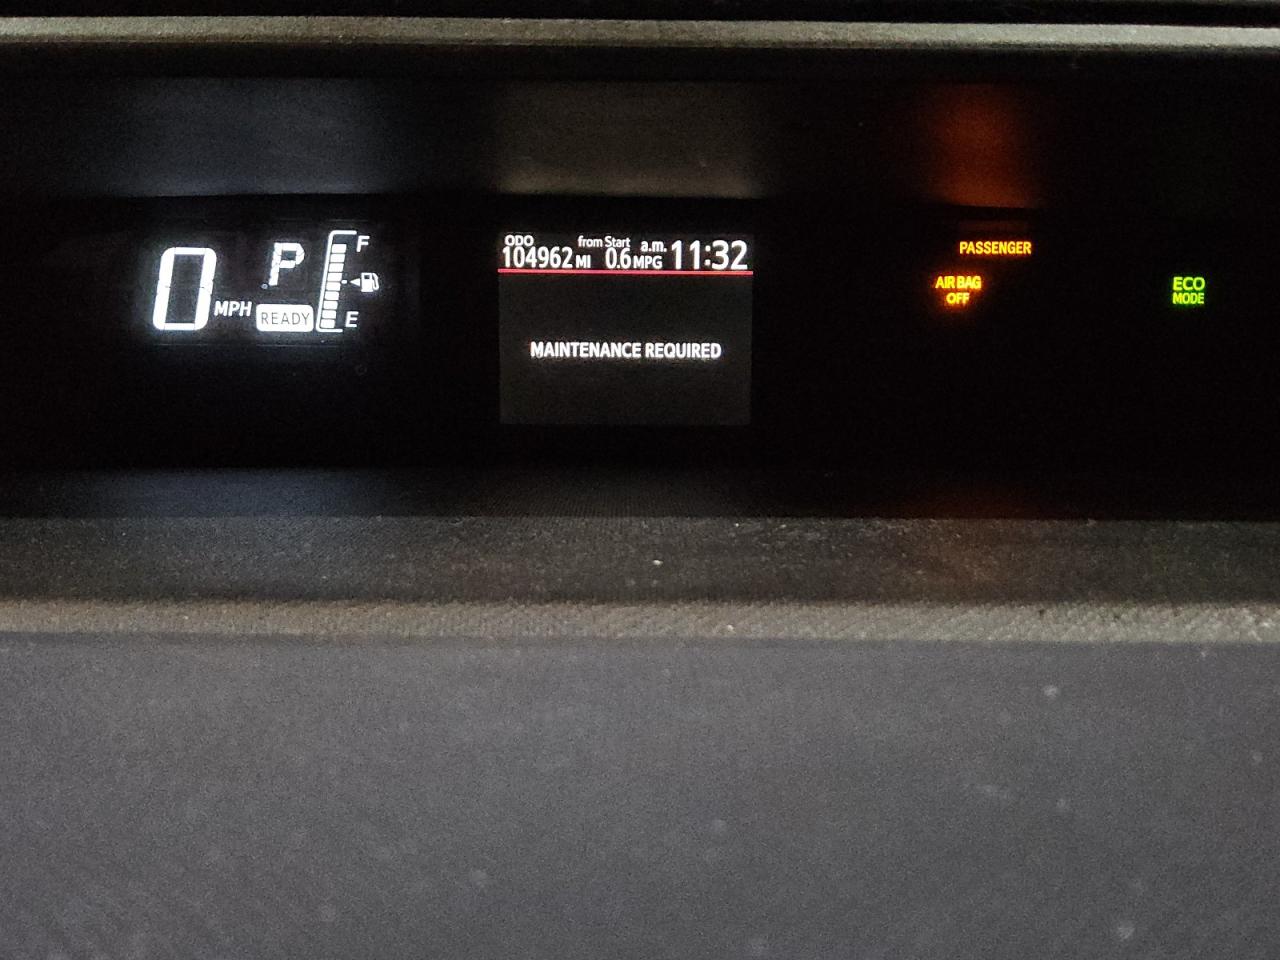 0 MPH
P
READY
F
E
ODO from Start a.m. 11:32
104962 MI 0.6 MPG
MAINTENANCE REQUIRED
PASSENGER
AIR BAG
OFF
ECO
MODE